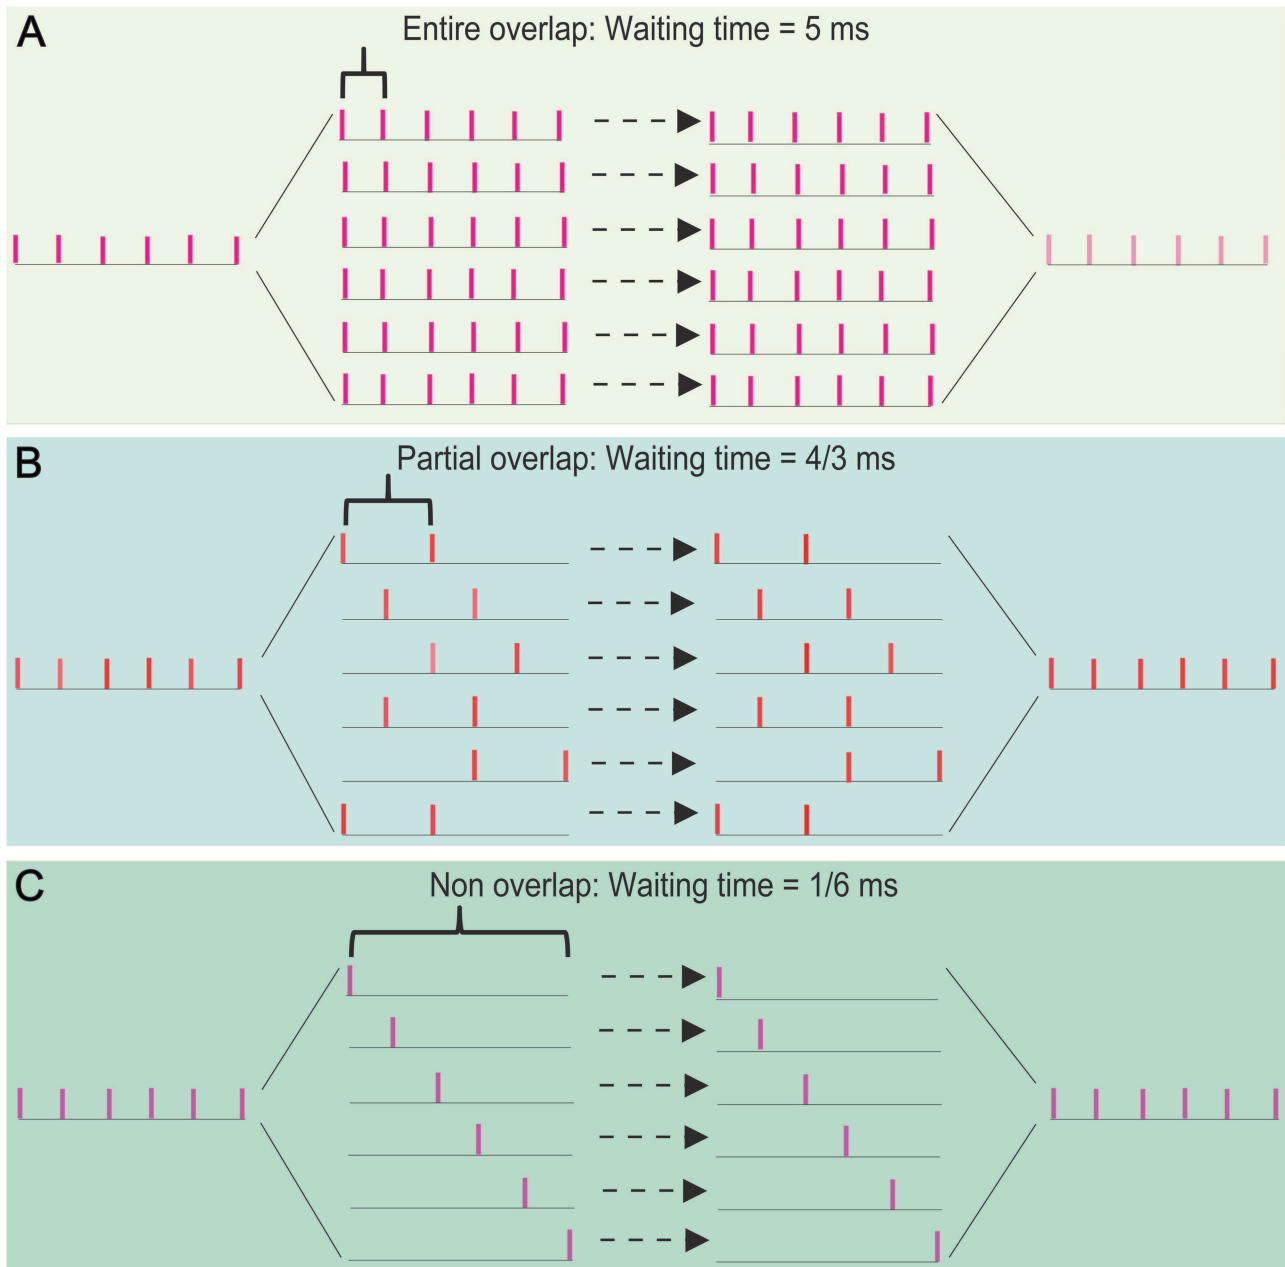 A
Entire overlap: Waiting time = 5 ms
B
Partial overlap: Waiting time = 4/3 ms
C
Non overlap: Waiting time = 1/6 ms